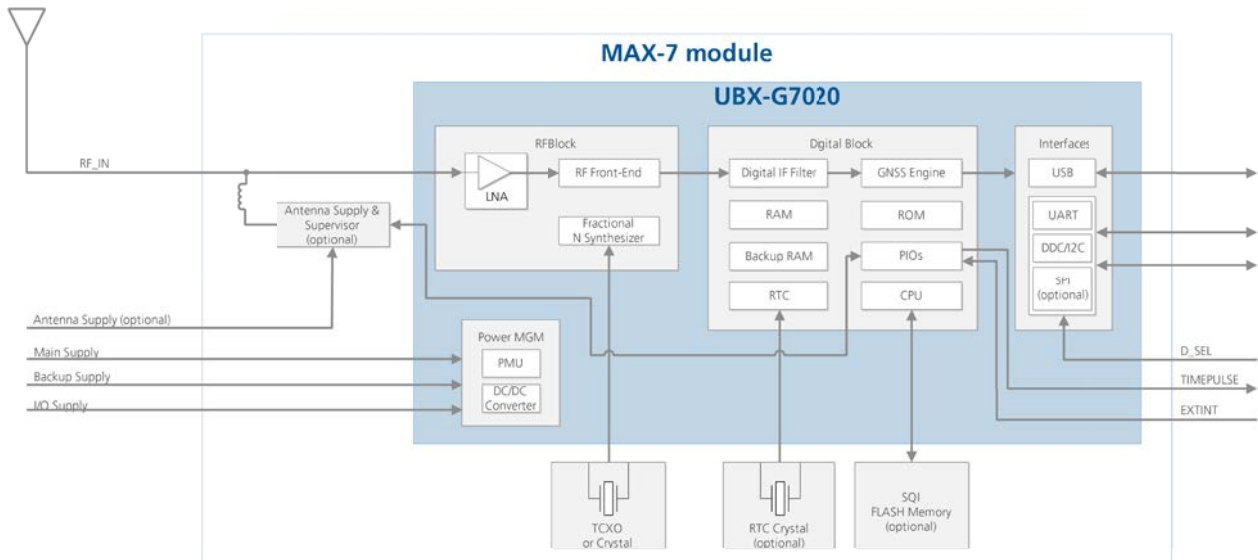 MAX-7 module
UBX-G7020
RFBlock
Digital Block
Interfaces
RF_IN
LNA
RF Front-End
Digital IF Filter
GNSS Engine
USB
Antenna Supply &
Supervisor
(optional)
Fractional
N Synthesizer
RAM
ROM
UART
Backup RAM
PIOs
DDC/I2C
RTC
CPU
SPI
(optional)
Antenna Supply (optional)
Power MGM
Main Supply
PMU
D_SEL
Backup Supply
DC/DC
Converter
TIMEPULSE
I/O Supply
EXTINT
TCXO
or Crystal
RTC Crystal
(optional)
SQI
FLASH Memory
(optional)